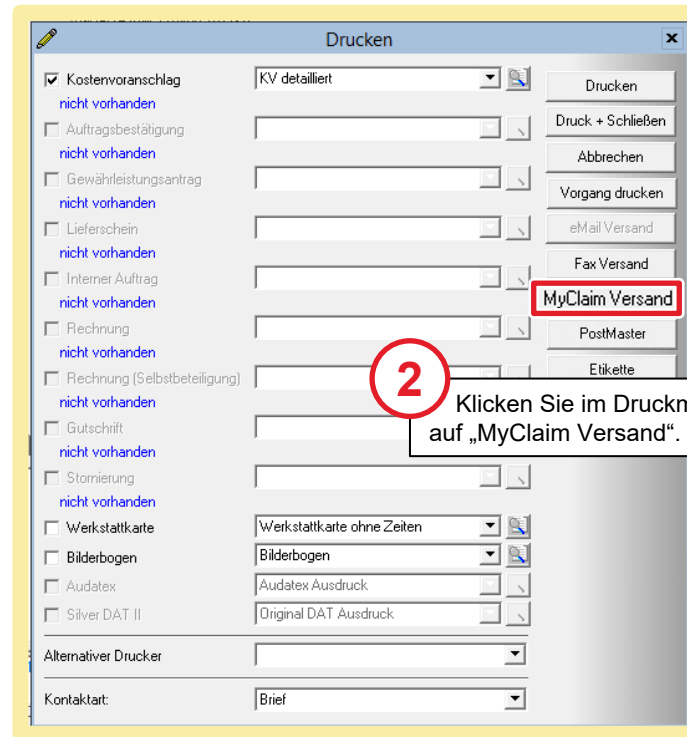 Drucken
Kostenvoranschlag KV detailliert Drucken
nicht vorhanden
Auftragsbestätigung Druck + Schließen
nicht vorhanden Abbrechen
Gewährleistungsantrag
nicht vorhanden Vorgang drucken
Lieferschein eMail Versand
nicht vorhanden
Interner Auftrag Fax Versand
nicht vorhanden MyClaim Versand
Rechnung PostMaster
nicht vorhanden
Rechnung (Selbstbeteiligung) Etikette
nicht vorhanden
2
Klicken Sie im
auf „MyClaim Versand“.
Gutschrift
nicht vorhanden
Stornierung
nicht vorhanden
Werkstattkarte Werkstattkarte ohne Zeiten
Bilderbogen Bilderbogen
Audatex Audatex Ausdruck
Silver DAT II Original DAT Ausdruck
Alternativer Drucker
Kontaktart: Brief